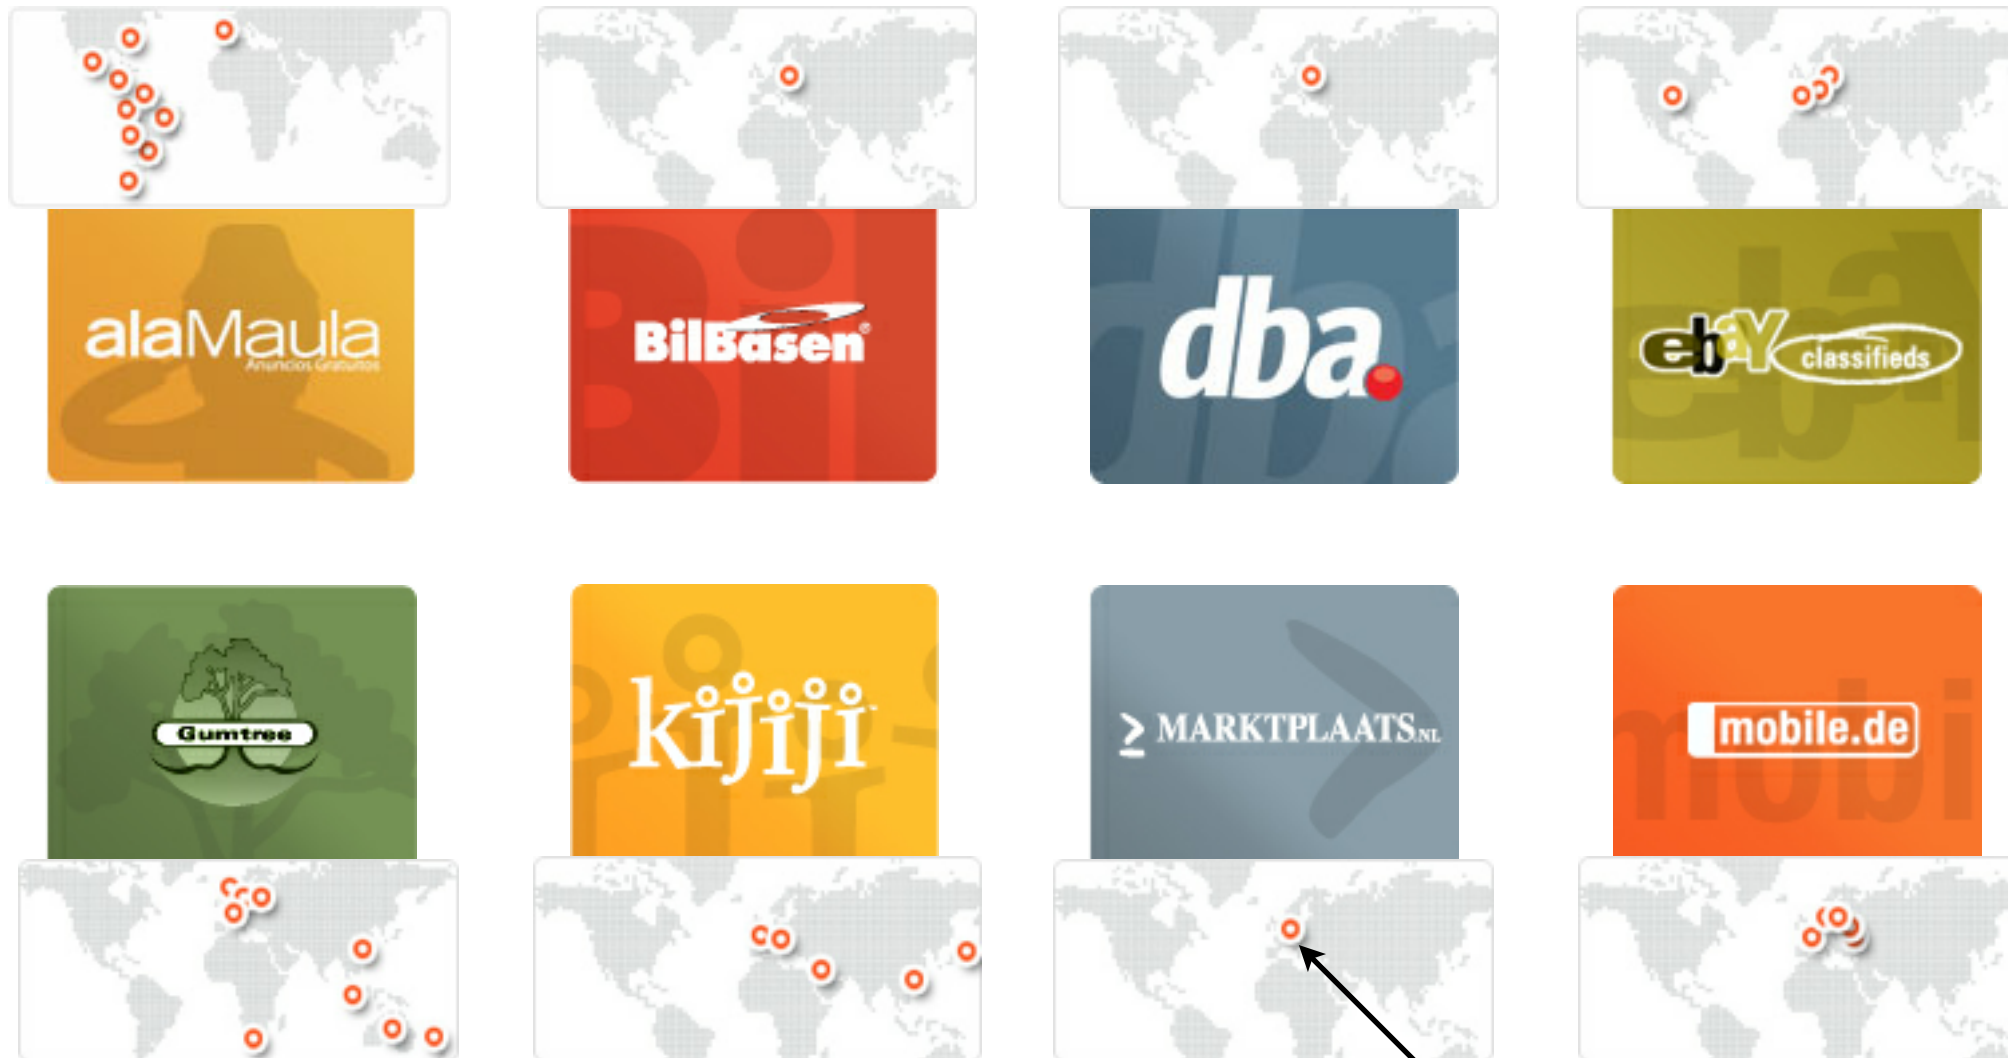 alaMaula
Anuncios Gratuitos
BilBasen®
dba.
ebaY classifieds
Gumtree
kijiji
MARKTPLAATS.NL
mobile.de